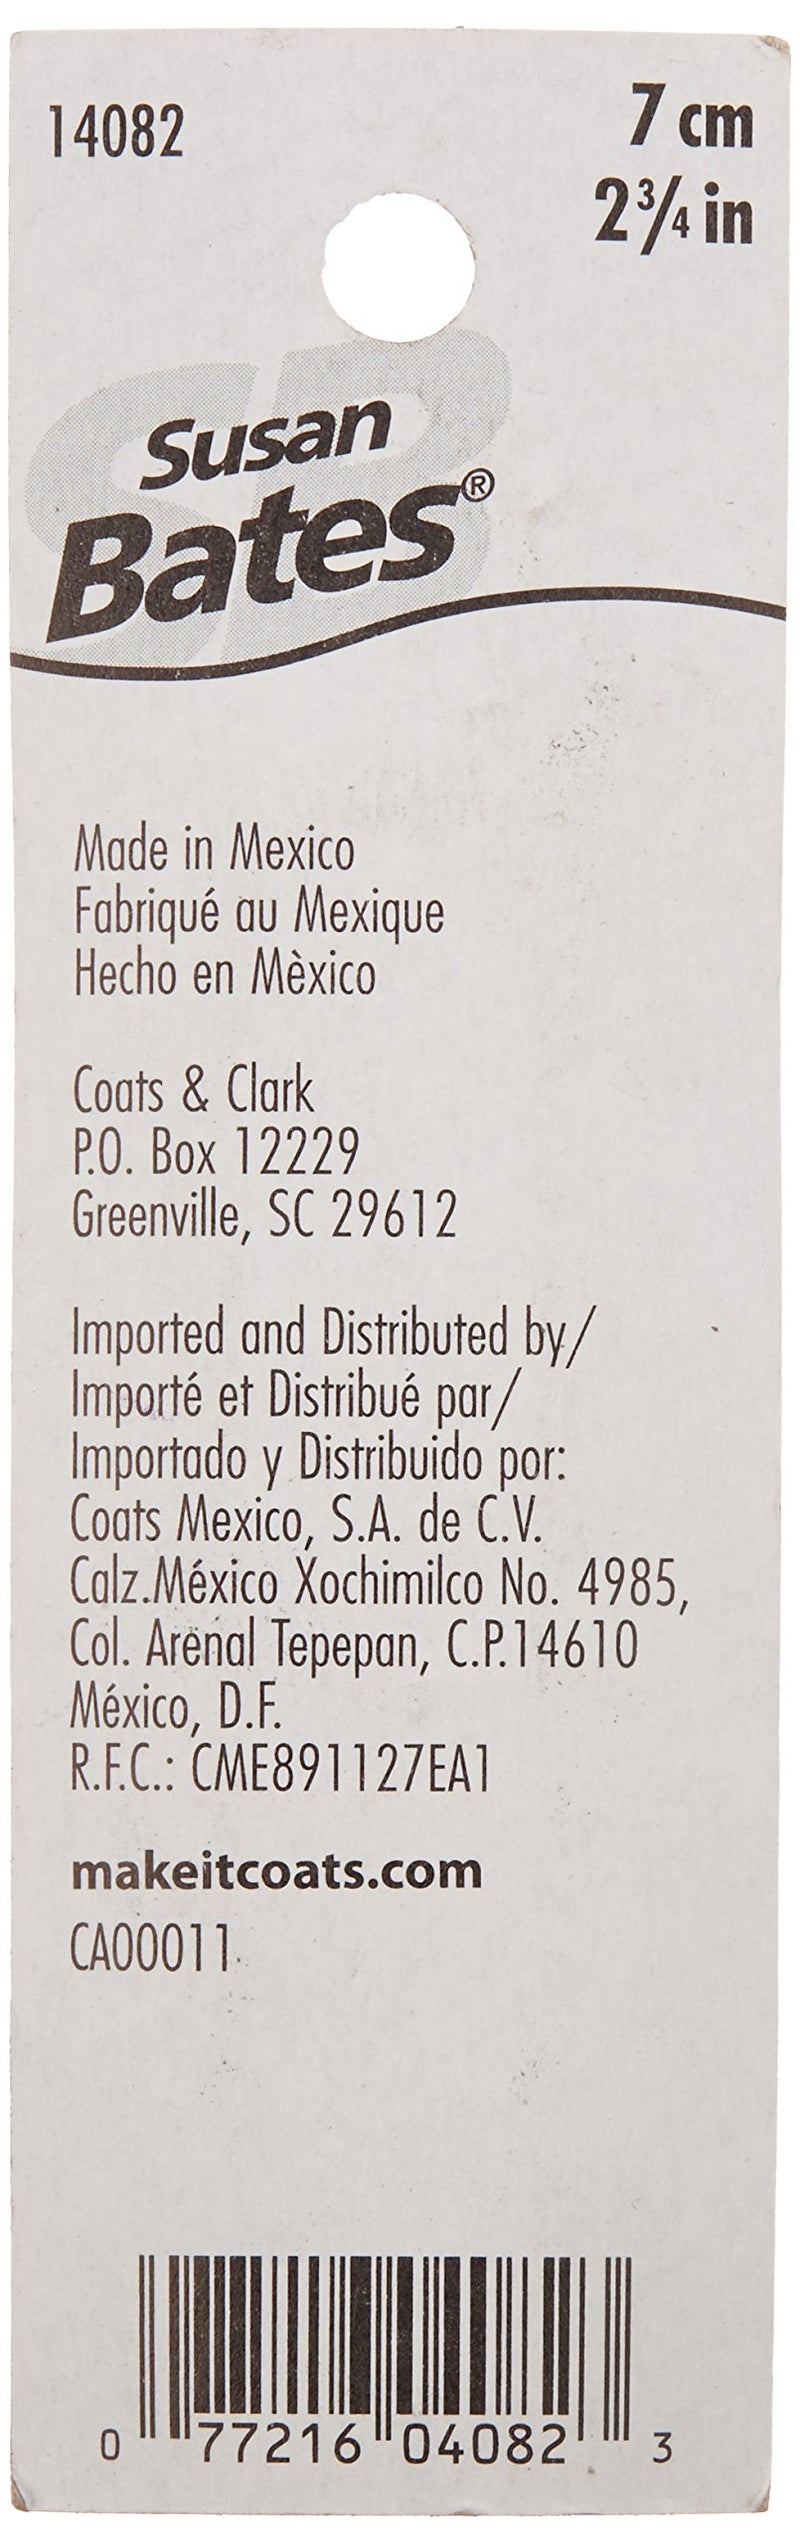 14082
7 cm
2 3/4 in
Susan
Bates®
Made in Mexico
Fabriqué au Mexique
Hecho en Mèxico
Coats & Clark
P.O. Box 12229
Greenville, SC 29612
Imported and Distributed by/
Importé et Distribué par/
Importado y Distribuido por:
Coats Mexico, S.A. de C.V.
Calz.México Xochimilco No. 4985,
Col. Arenal Tepepan, C.P.14610
México, D.F.
R.F.C.: CME891127EA1
makeitcoats.com
CA00011
0 77216 04082 3